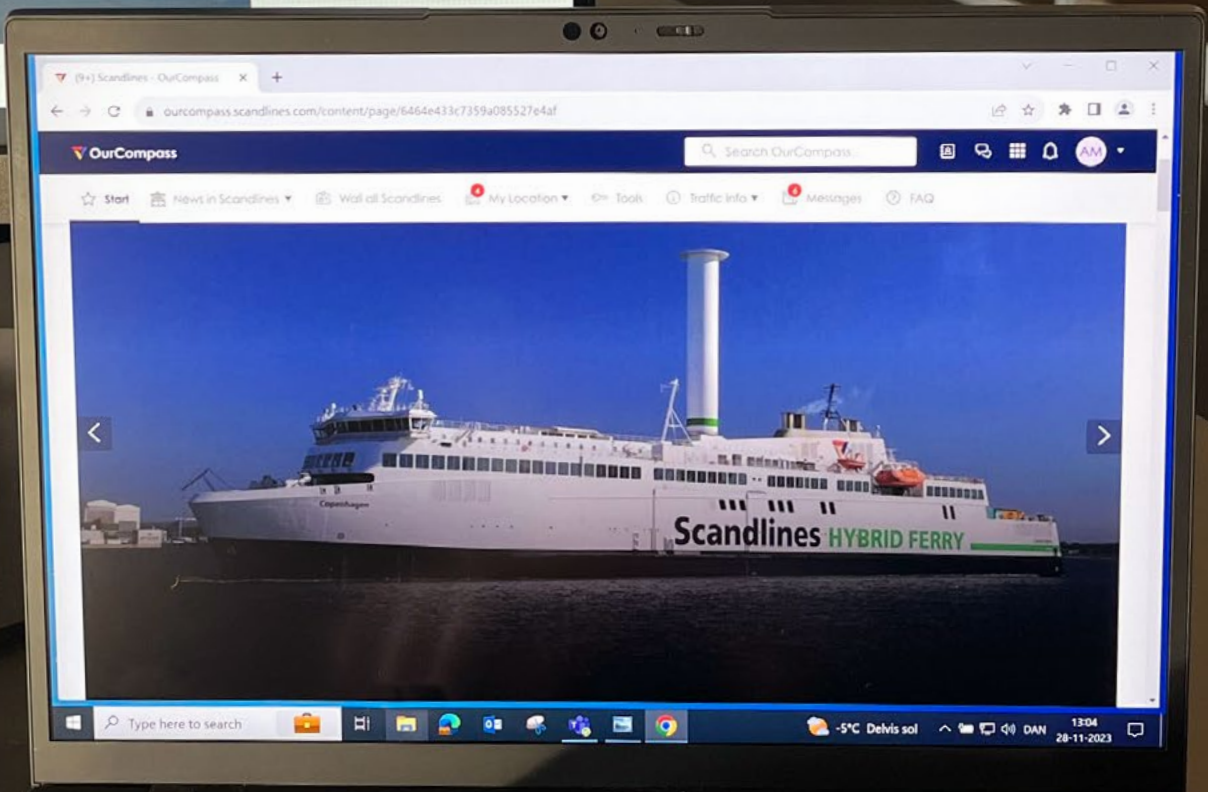 (9+) Scandlines - OurCompass
ourcompass.scandlines.com/content/page/6464e433c7359a085527e4af
OurCompass
Search OurCompass...
AM
Start
News in Scandlines
Wall all Scandlines
4
My Location
Tools
Traffic info
4
Messages
FAQ
Copenhagen
Scandlines HYBRID FERRY
Type here to search
-5°C Delvis sol
DAN
13:04
28-11-2023